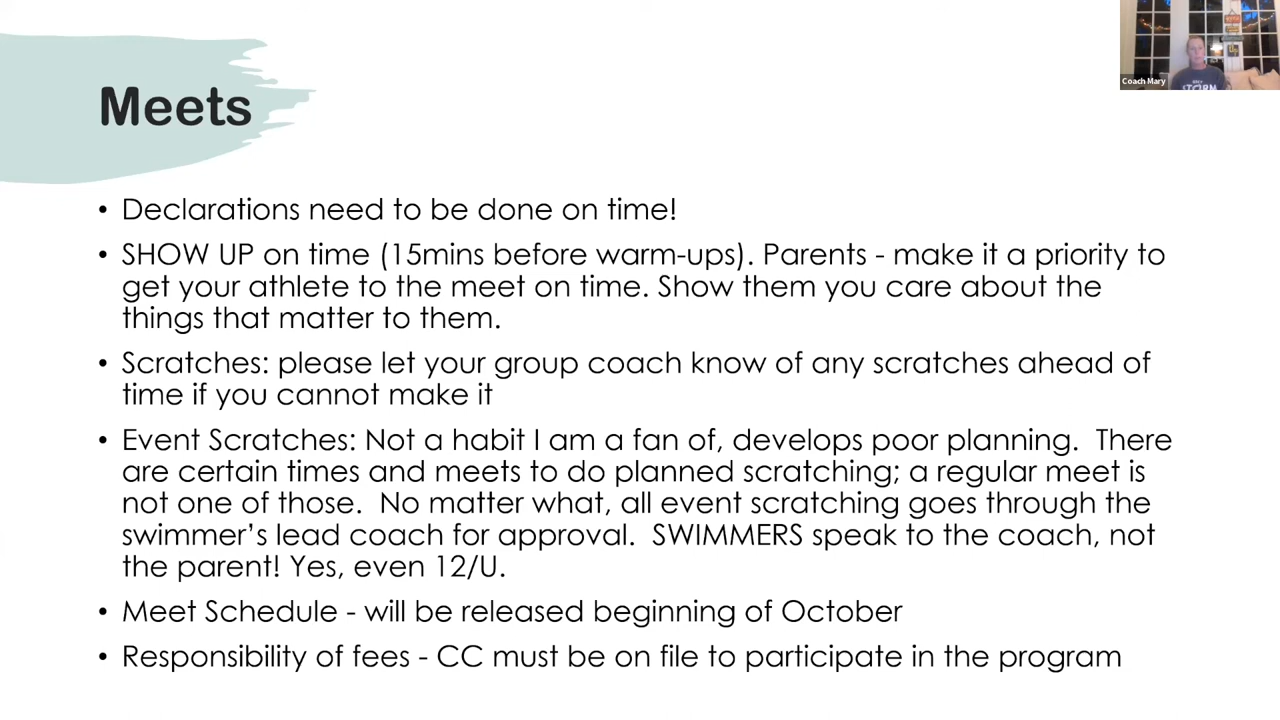 Coach Mary
STORM
Meets
• Declarations need to be done on time!
• SHOW UP on time (15mins before warm-ups). Parents - make it a priority to
get your athlete to the meet on time. Show them you care about the
things that matter to them.
• Scratches: please let your group coach know of any scratches ahead of
time if you cannot make it
• Event Scratches: Not a habit I am a fan of, develops poor planning.  There
are certain times and meets to do planned scratching; a regular meet is
not one of those.  No matter what, all event scratching goes through the
swimmer's lead coach for approval.  SWIMMERS speak to the coach, not
the parent! Yes, even 12/U.
• Meet Schedule - will be released beginning of October
• Responsibility of fees - CC must be on file to participate in the program